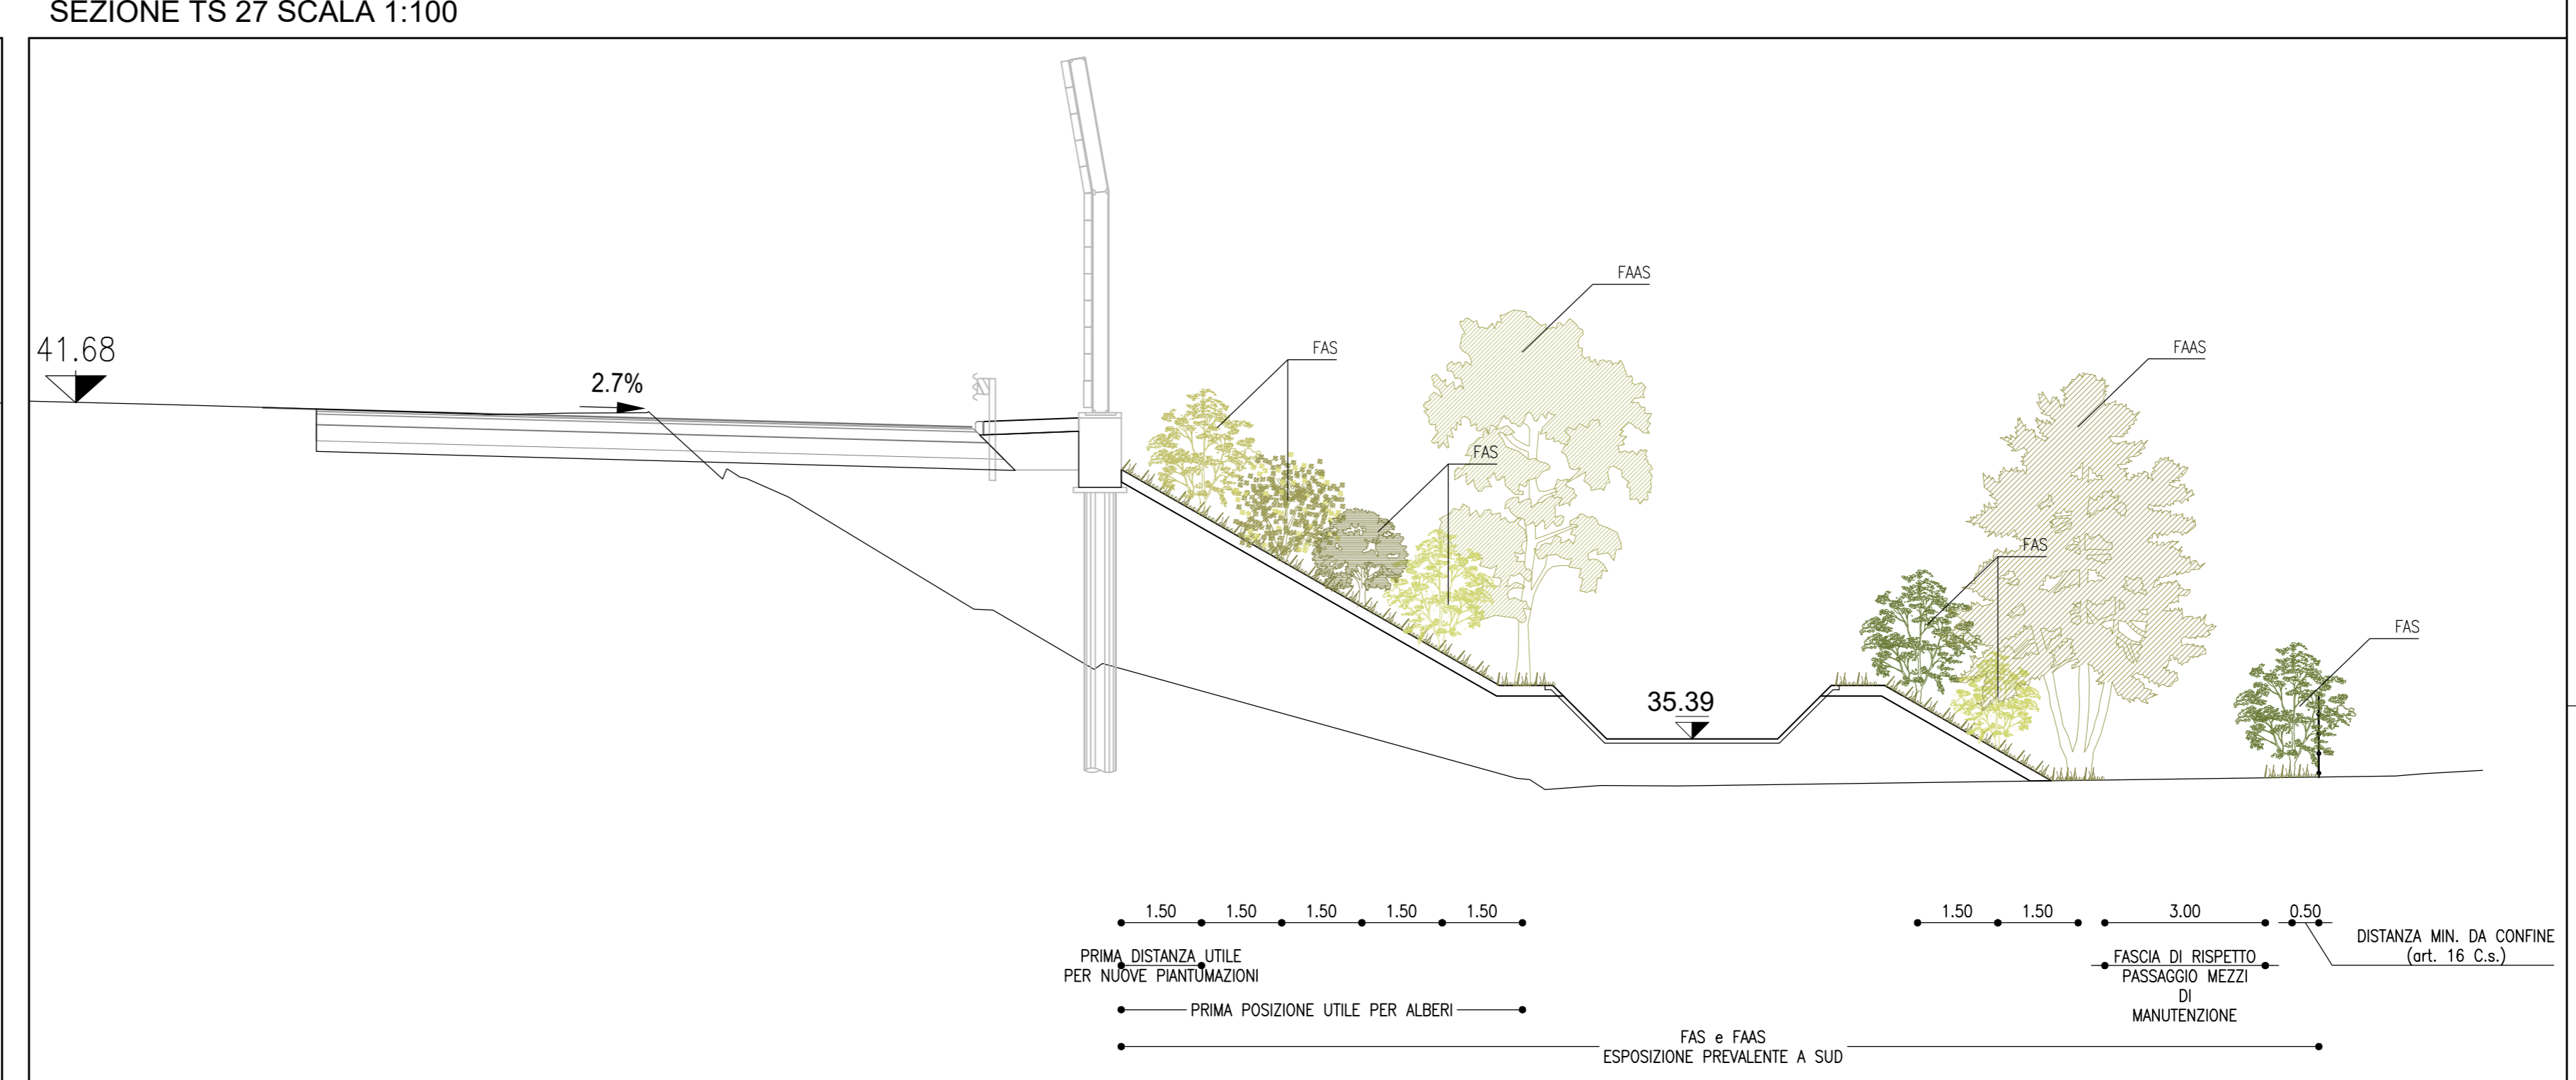 SEZIONE TS 27 SCALA 1:100
41.68
2.7%
FAS
FAAS
FAS
FAAS
FAS
FAS
35.39
1.50 1.50 1.50 1.50 1.50
1.50 1.50
3.00
0.50
PRIMA DISTANZA UTILE
PER NUOVE PIANTUMAZIONI
PRIMA POSIZIONE UTILE PER ALBERI
FASCIA DI RISPETTO
PASSAGGIO MEZZI
DI
MANUTENZIONE
DISTANZA MIN. DA CONFINE
(art. 16 C.s.)
FAS e FAAS
ESPOSIZIONE PREVALENTE A SUD